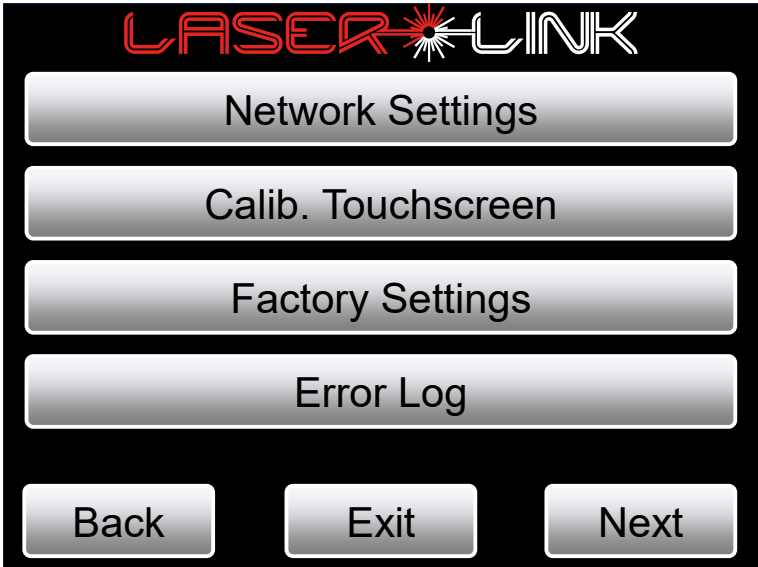 LASER LINK
Network Settings
Calib. Touchscreen
Factory Settings
Error Log
Back Exit Next